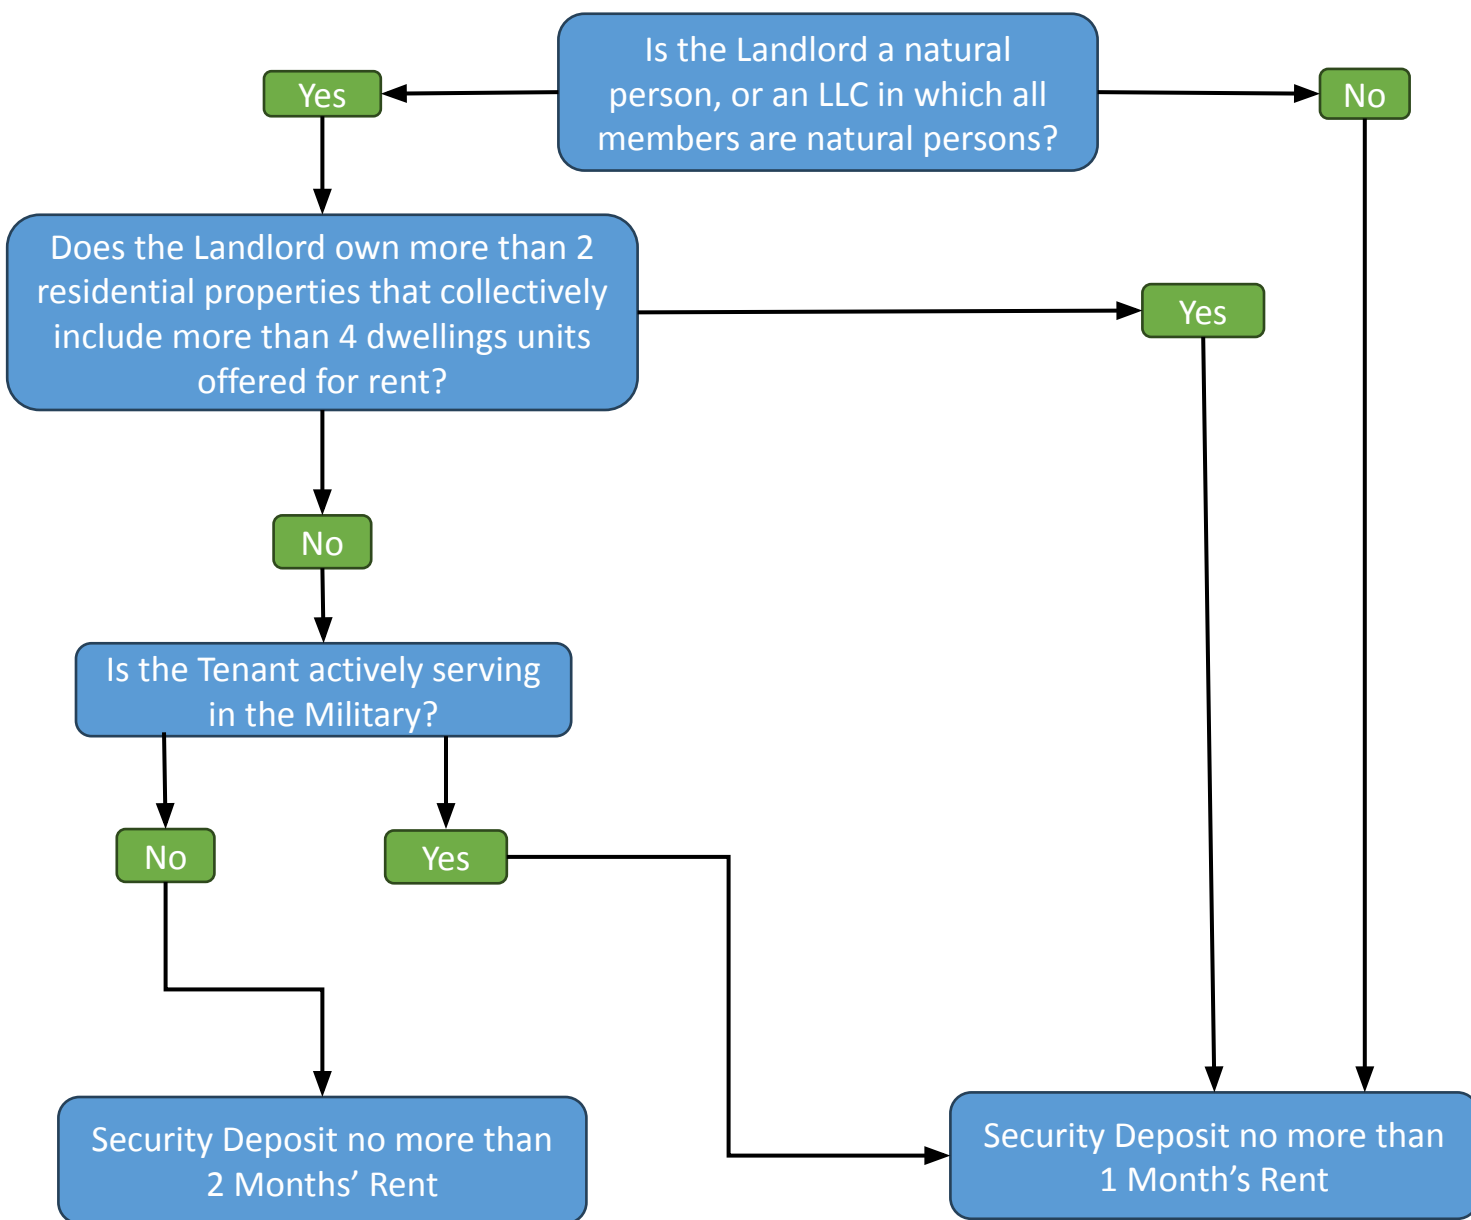 Is the Landlord a natural
person, or an LLC in which all
members are natural persons?
Yes
No
Does the Landlord own more than 2
residential properties that collectively
include more than 4 dwellings units
offered for rent?
Yes
No
Is the Tenant actively serving
in the Military?
No
Yes
Security Deposit no more than
2 Months’ Rent
Security Deposit no more than
1 Month’s Rent